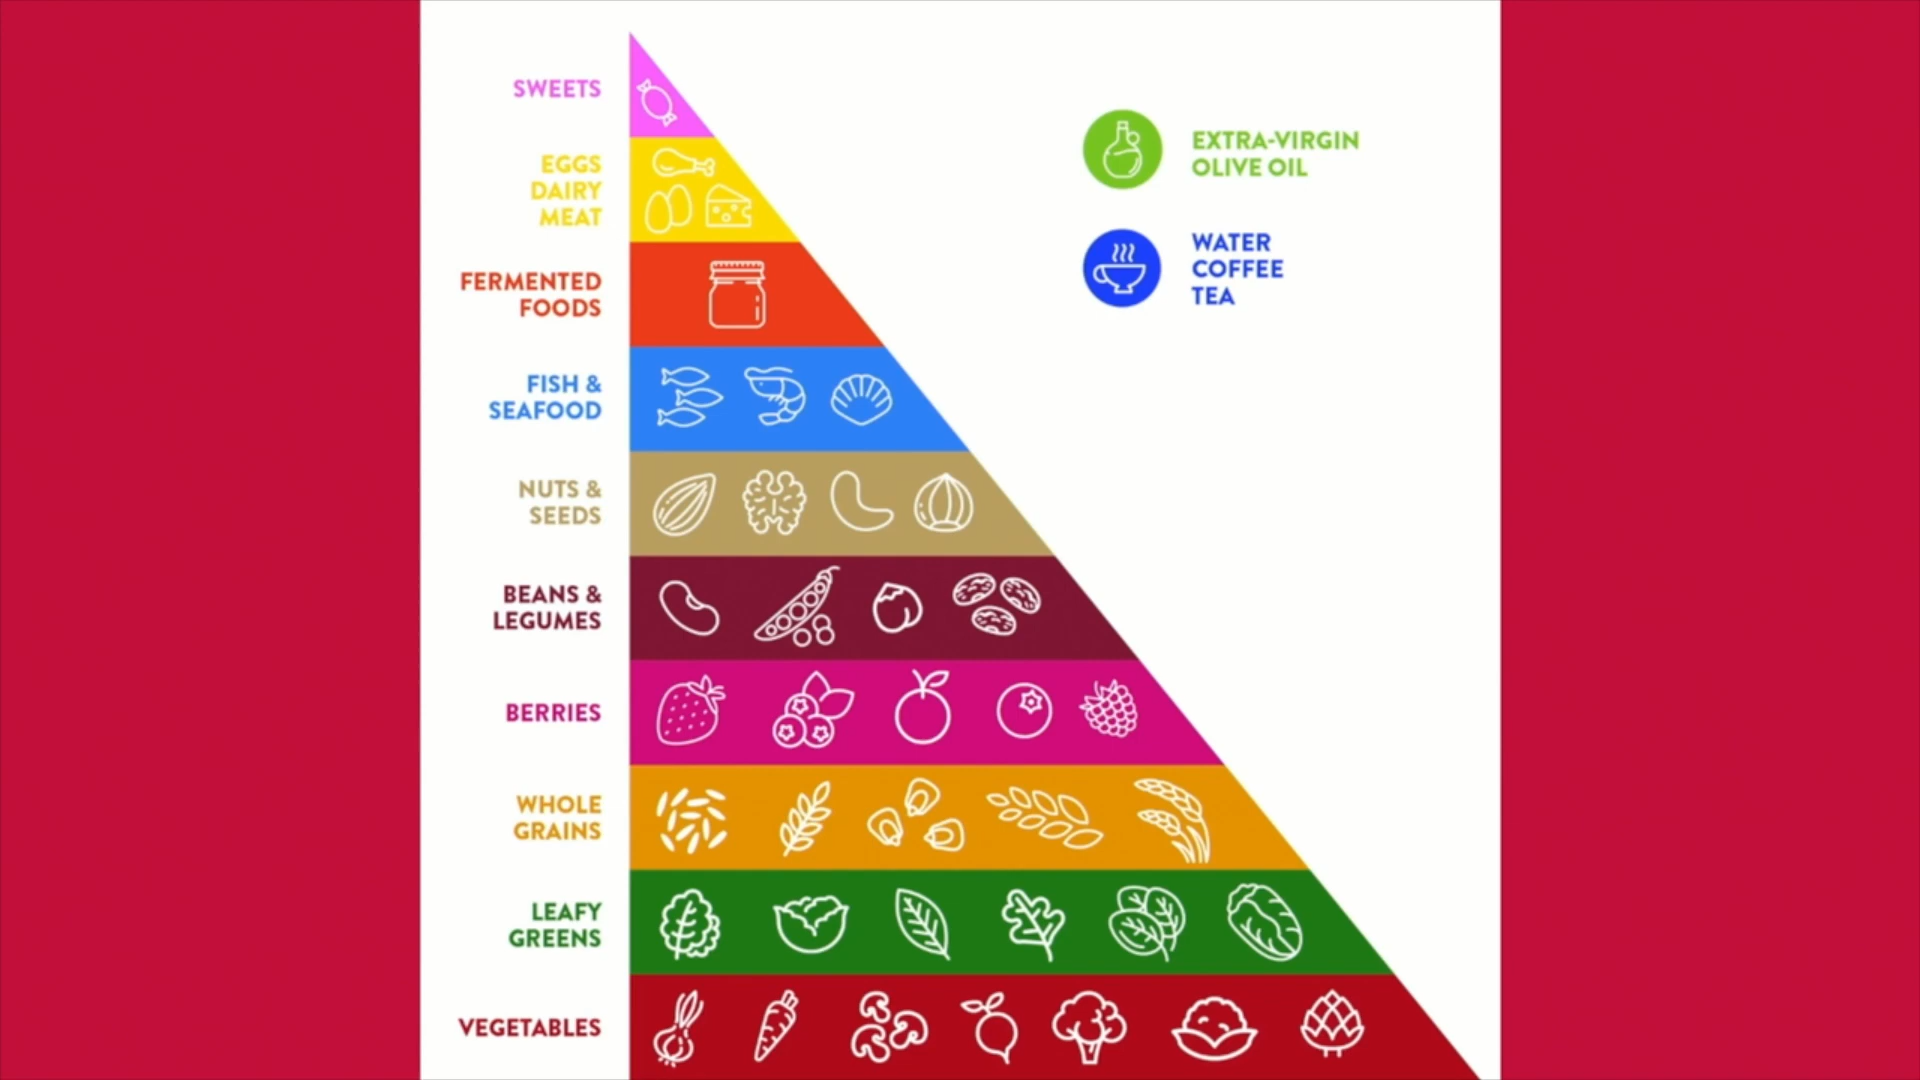 SWEETS
EGGS
DAIRY
MEAT
FERMENTED
FOODS
FISH &
SEAFOOD
NUTS &
SEEDS
BEANS &
LEGUMES
BERRIES
WHOLE
GRAINS
LEAFY
GREENS
VEGETABLES
EXTRA-VIRGIN
OLIVE OIL
WATER
COFFEE
TEA